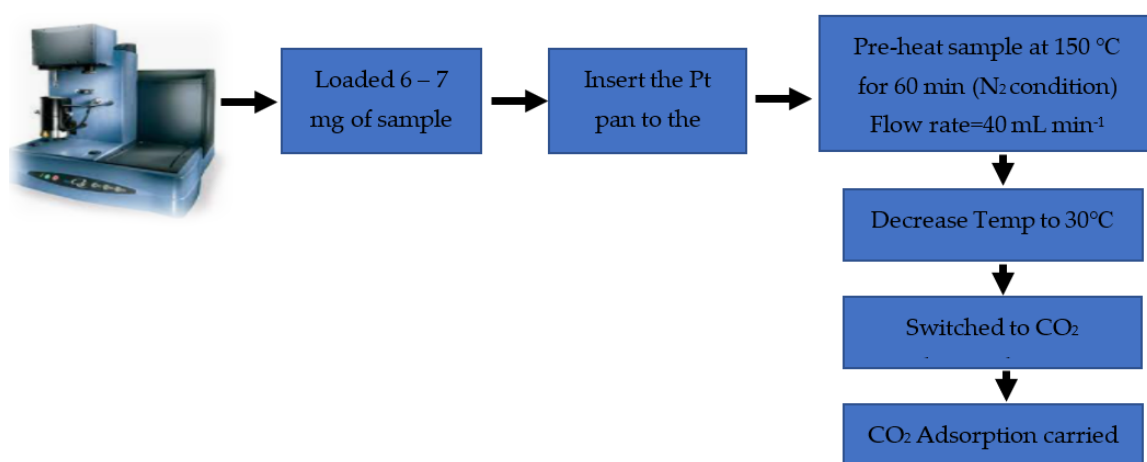 Loaded 6 – 7
mg of sample
Insert the Pt
pan to the
Pre-heat sample at 150 °C
for 60 min (N₂ condition)
Flow rate=40 mL min⁻¹
Decrease Temp to 30°C
Switched to CO₂
CO₂ Adsorption carried